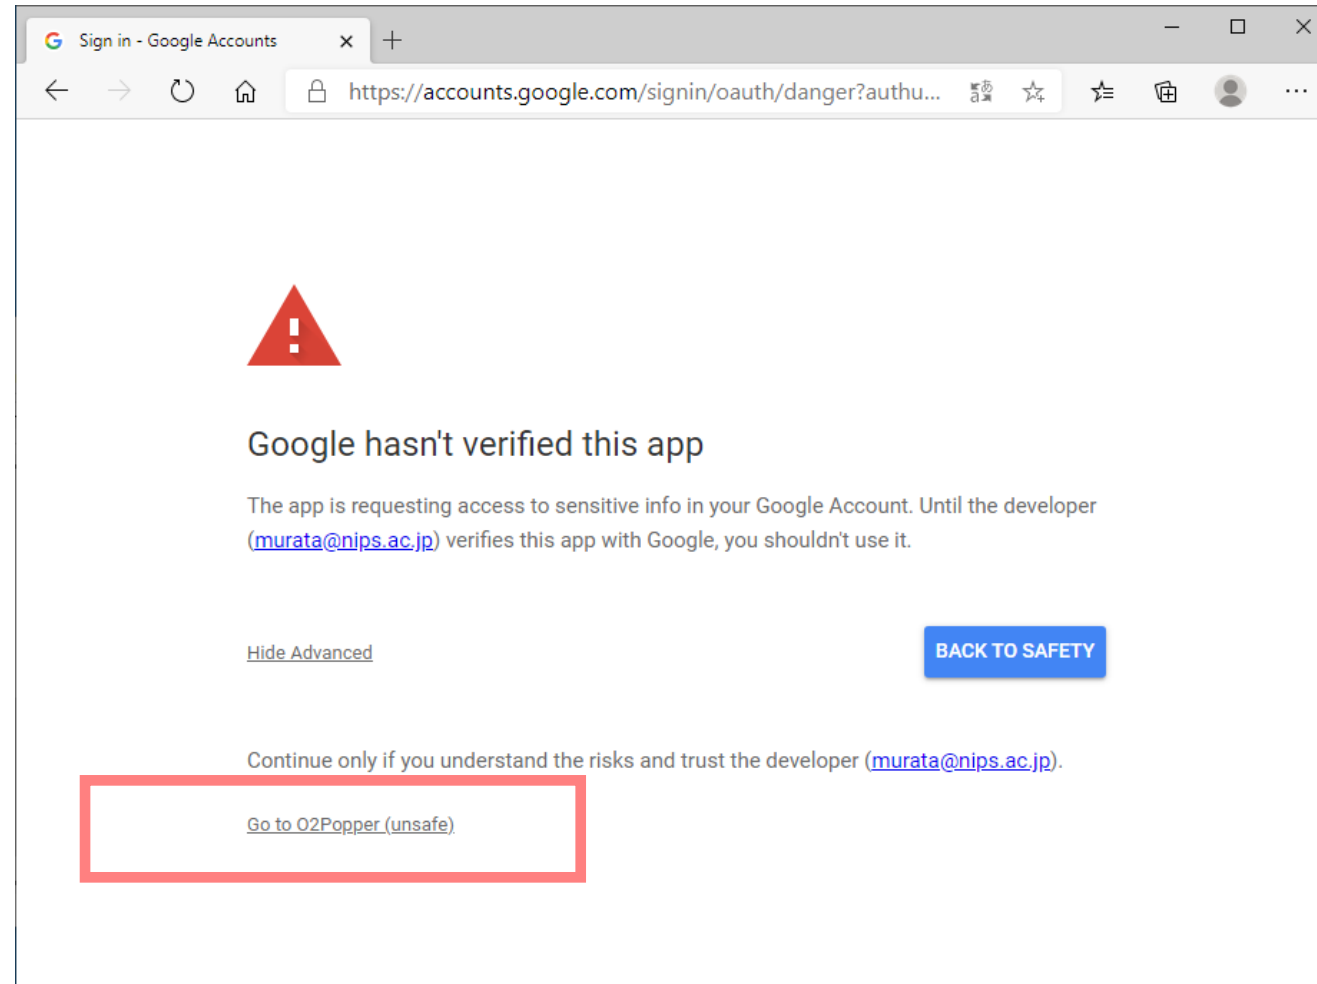 Sign in - Google Accounts
https://accounts.google.com/signin/oauth/danger?authu...
Google hasn't verified this app
The app is requesting access to sensitive info in your Google Account. Until the developer
(murata@nips.ac.jp) verifies this app with Google, you shouldn't use it.
Hide Advanced
BACK TO SAFETY
Continue only if you understand the risks and trust the developer (murata@nips.ac.jp).
Go to O2Popper (unsafe)